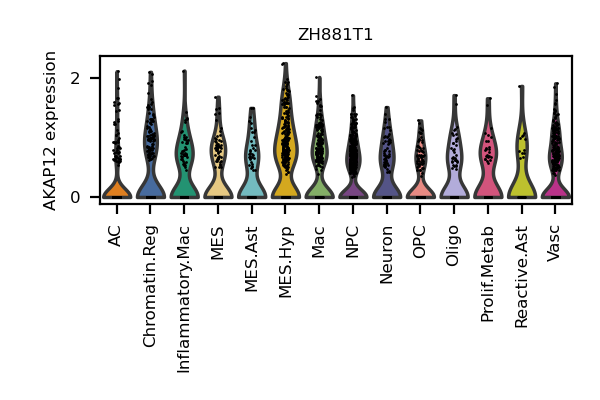 ZH881T1
AKAP12 expression
2
0
AC
Chromatin.Reg
Inflammatory.Mac
MES
MES.Ast
MES.Hyp
Mac
NPC
Neuron
OPC
Oligo
Prolif.Metab
Reactive.Ast
Vasc